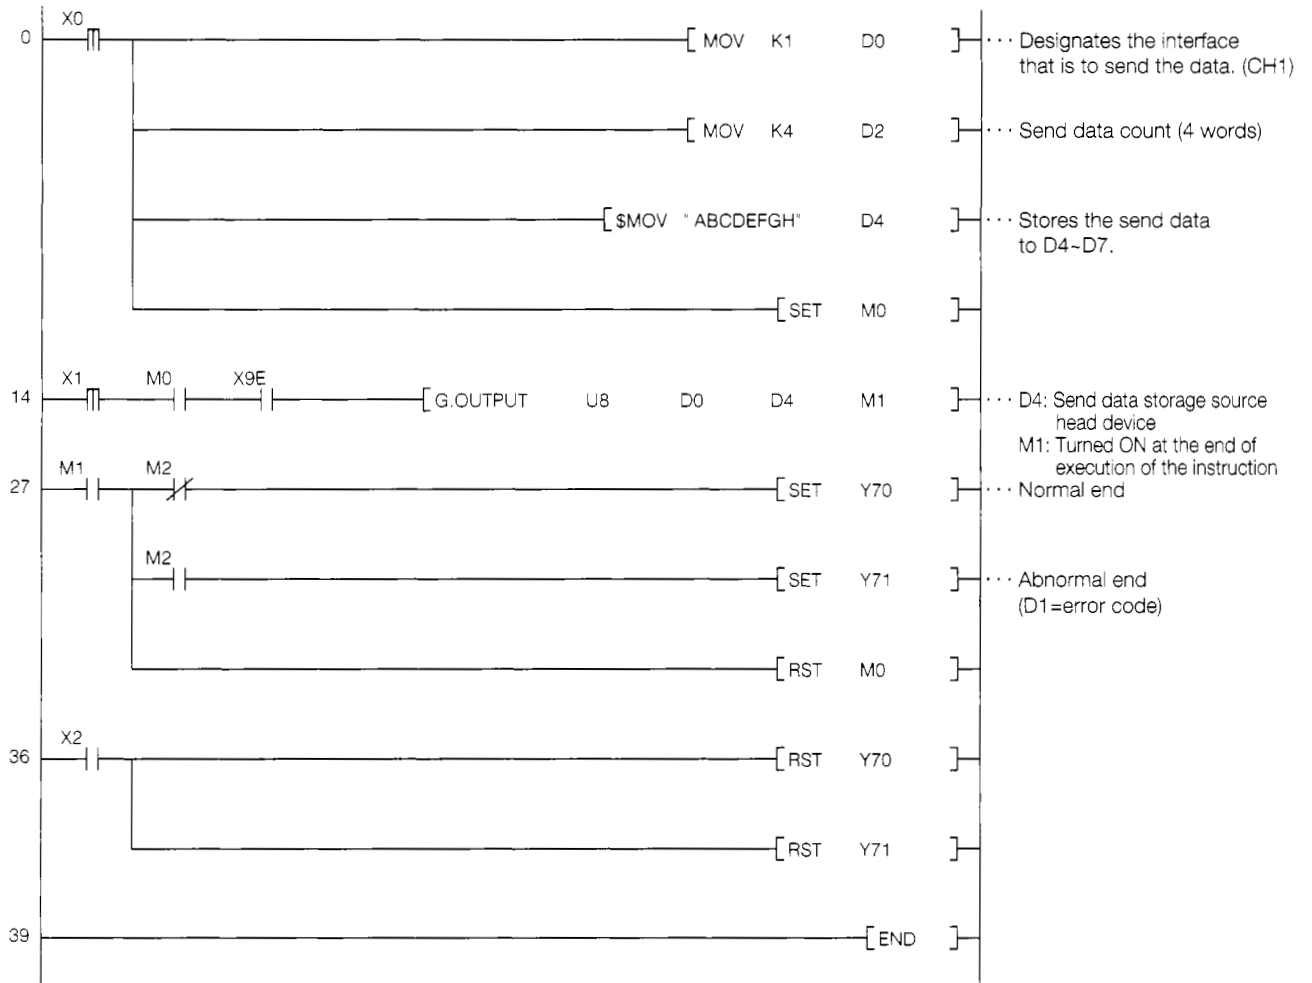 X0
0 [ MOV K1 D0 ] ··· Designates the interface
that is to send the data. (CH1)
[ MOV K4 D2 ] ··· Send data count (4 words)
[ $MOV "ABCDEFGH" D4 ] ··· Stores the send data
to D4~D7.
[ SET M0 ]
X1 M0 X9E
14 [ G.OUTPUT U8 D0 D4 M1 ] ··· D4: Send data storage source
head device
M1: Turned ON at the end of
execution of the instruction
M1 M2
27 [ SET Y70 ] ··· Normal end
M2
[ SET Y71 ] ··· Abnormal end
(D1=error code)
[ RST M0 ]
X2
36 [ RST Y70 ]
[ RST Y71 ]
39 [ END ]